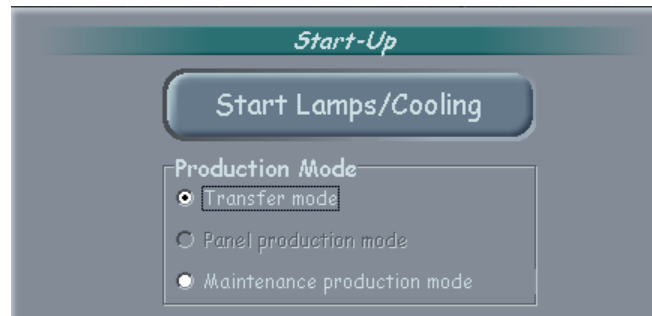 Start-Up
Start Lamps/Cooling
Production Mode
Transfer mode
Panel production mode
Maintenance production mode